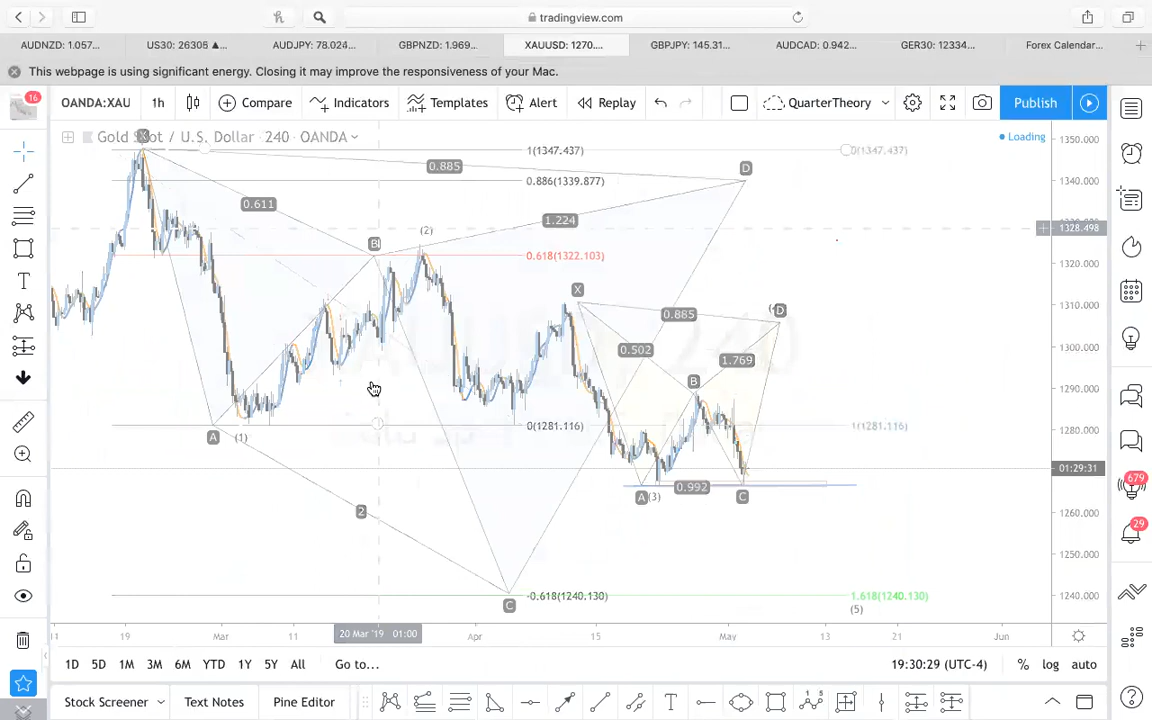 tradingview.com
AUDNZD: 1.057...
US30: 26305 ▲...
AUDJPY: 78.024...
GBPNZD: 1.969...
XAUUSD: 1270....
GBPJPY: 145.31...
AUDCAD: 0.942...
GER30: 12334...
Forex Calendar...
This webpage is using significant energy. Closing it may improve the responsiveness of your Mac.
16
OANDA:XAU
1h
Compare
Indicators
Templates
Alert
Replay
QuarterTheory
Publish
Gold Spot / U.S. Dollar · 240 · OANDA
Loading
X
1(1347.437)
0(1347.437)
0.885
D
0.886(1339.877)
0.611
1.224
(2)
B
0.618(1322.103)
X
0.885
D
0.502
1.769
B
0(1281.116)
1(1281.116)
A
(1)
0.992
A
(3)
C
2
C
-0.618(1240.130)
1.618(1240.130)
(5)
1350.000
1340.000
1328.498
1320.000
1310.000
1300.000
1290.000
1280.000
01:29:31
1260.000
1250.000
1240.000
11
19
Mar
11
20 Mar '19 01:00
Apr
15
May
13
21
Jun
679
29
1D
5D
1M
3M
6M
YTD
1Y
5Y
All
Go to...
19:30:29 (UTC-4)
%
log
auto
Stock Screener
Text Notes
Pine Editor